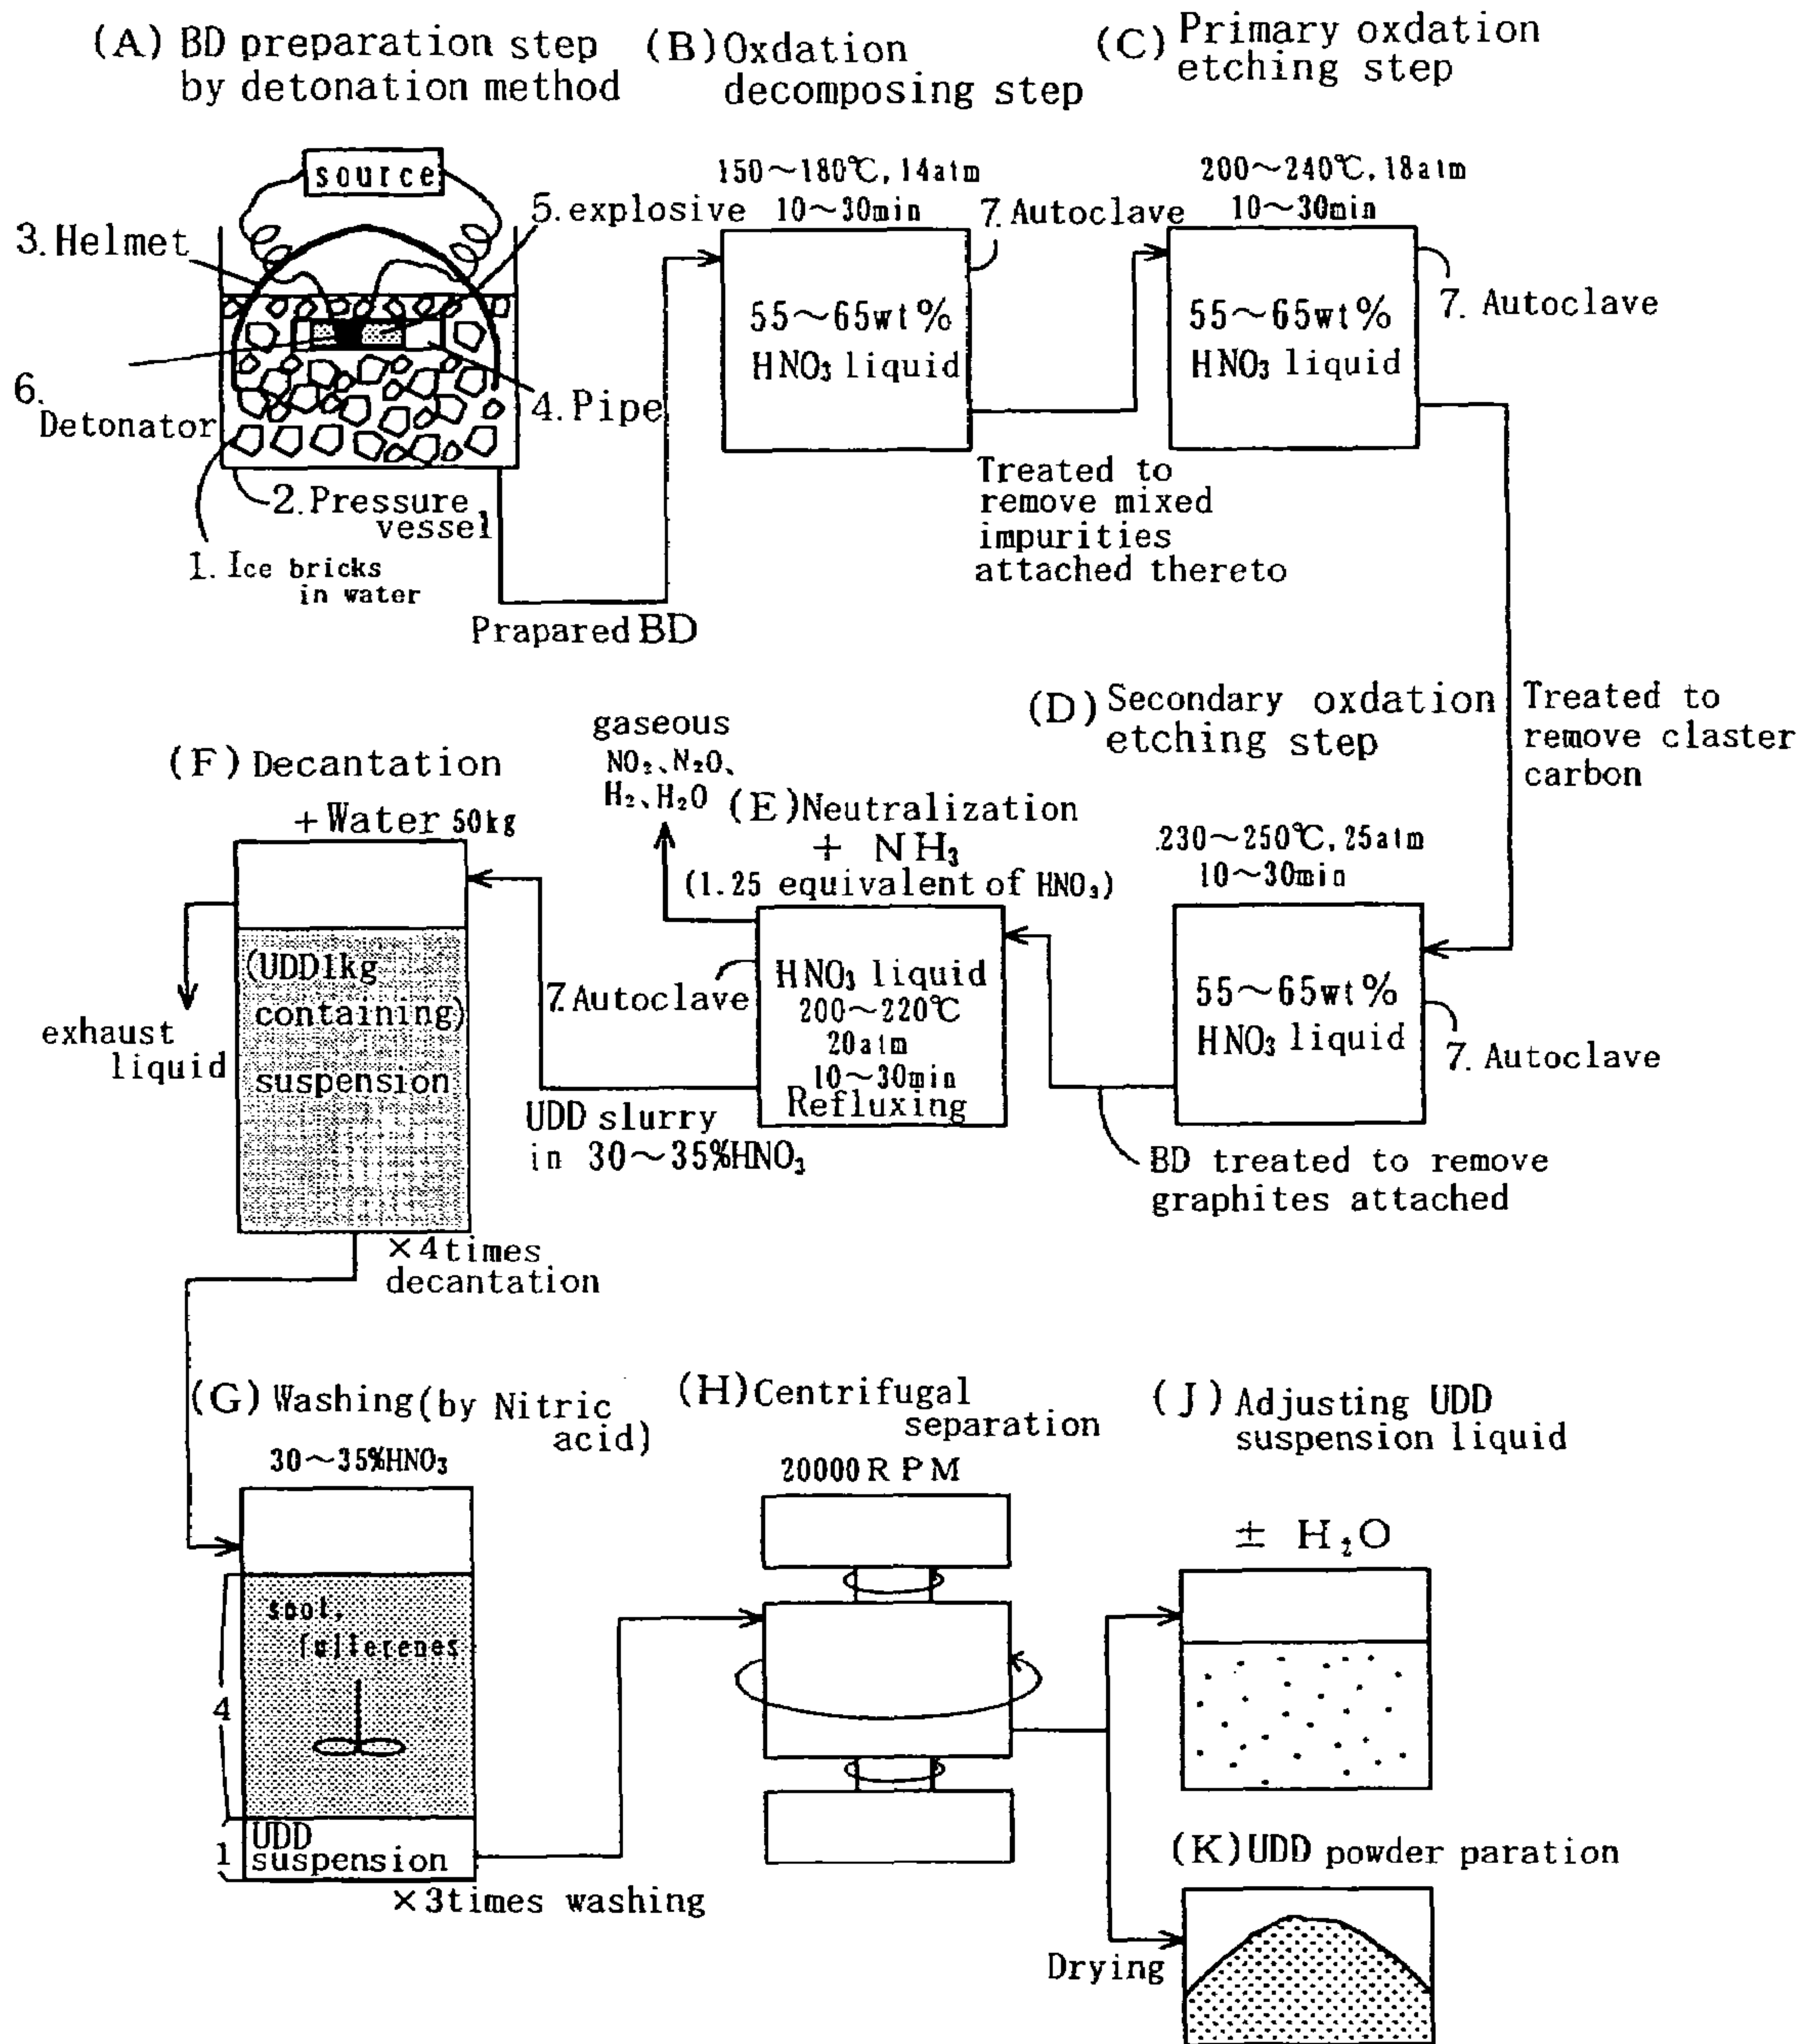 (A) BD preparation step
by detonation method
(B) Oxdation
decomposing step
(C) Primary oxdation
etching step
source
3. Helmet
5. explosive
6.
Detonator
4. Pipe
2. Pressure
vessel
1. Ice bricks
in water
Prapared BD
150~180℃, 14atm
10~30min
7. Autoclave
55~65wt%
HNO₃ liquid
Treated to
remove mixed
impurities
attached thereto
200~240℃, 18atm
10~30min
7. Autoclave
55~65wt%
HNO₃ liquid
Treated to
remove claster
carbon
(D) Secondary oxdation
etching step
230~250℃, 25atm
10~30min
55~65wt%
HNO₃ liquid
7. Autoclave
BD treated to remove
graphites attached
gaseous
NO₂、N₂O、
H₂、H₂O
(E) Neutralization
+ NH₃
(1.25 equivalent of HNO₃)
7. Autoclave
HNO₃ liquid
200~220℃
20atm
10~30min
Refluxing
UDD slurry
in 30~35%HNO₃
(F) Decantation
+Water 50kg
(UDD1kg
containing)
suspension
exhaust
liquid
×4times
decantation
(G) Washing(by Nitric
acid)
30~35%HNO₃
soot,
fullerenes
4
1
UDD
suspension
×3times washing
(H) Centrifugal
separation
20000RPM
(J) Adjusting UDD
suspension liquid
± H₂O
(K) UDD powder paration
Drying